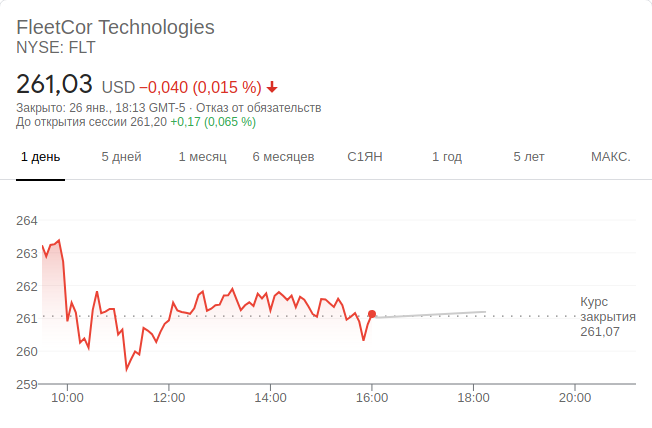 FleetCor Technologies
NYSE: FLT
261,03 USD −0,040 (0,015 %)
Закрыто: 26 янв., 18:13 GMT-5 · Отказ от обязательств
До открытия сессии 261,20 +0,17 (0,065 %)
1 день 5 дней 1 месяц 6 месяцев С1ЯН 1 год 5 лет МАКС.
264
263
262
261
260
259
Курс
закрытия
261,07
10:00 12:00 14:00 16:00 18:00 20:00